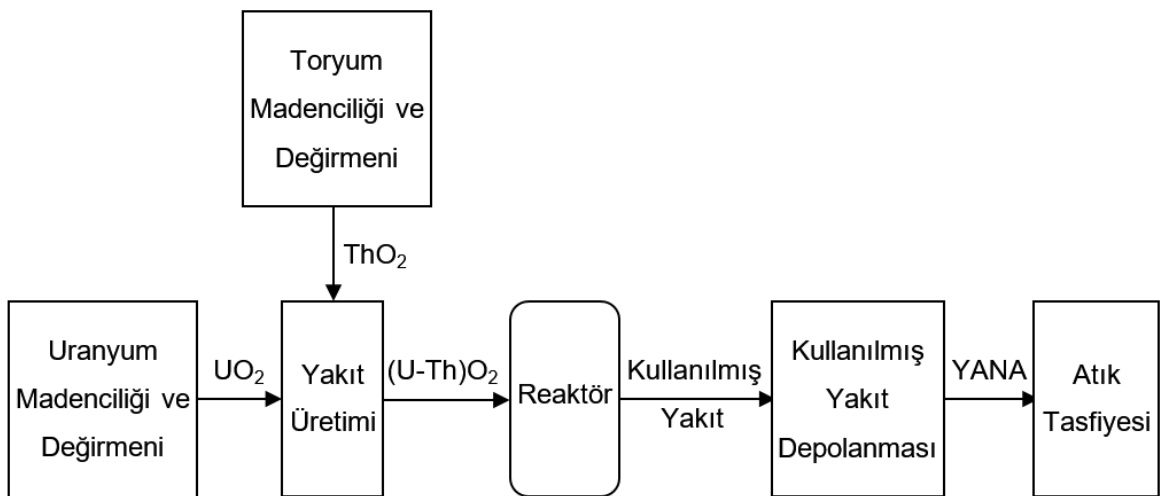 Toryum
Madenciliği ve
Değirmeni
ThO₂
Uranyum
Madenciliği ve
Değirmeni
UO₂
Yakıt
Üretimi
(U-Th)O₂
Reaktör
Kullanılmış
Yakıt
Kullanılmış
Yakıt
Depolanması
YANA
Atık
Tasfiyesi